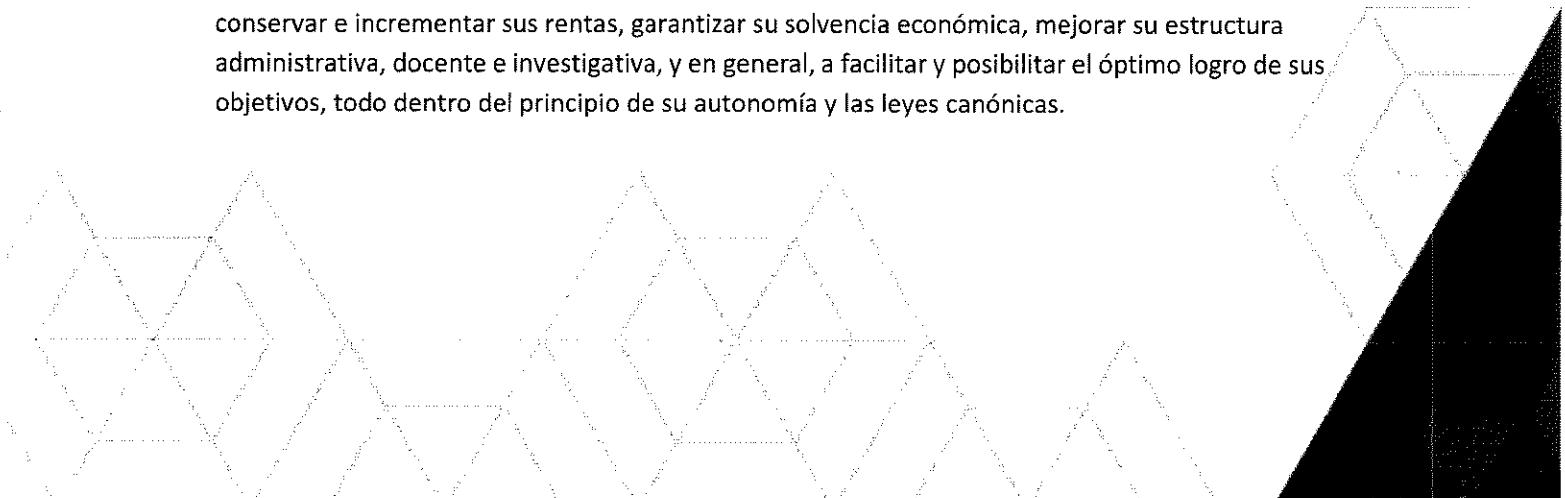 conservar e incrementar sus rentas, garantizar su solvencia económica, mejorar su estructura
administrativa, docente e investigativa, y en general, a facilitar y posibilitar el óptimo logro de sus
objetivos, todo dentro del principio de su autonomía y las leyes canónicas.